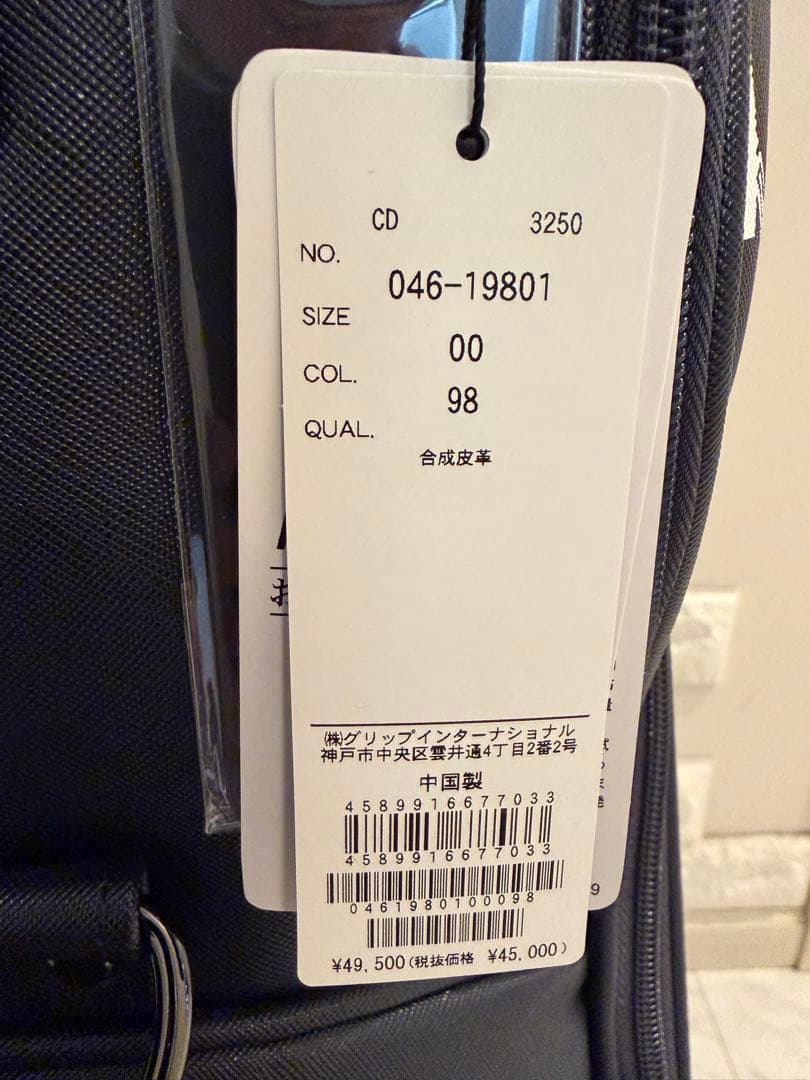 CD 3250
NO.
046-19801
SIZE
00
COL.
98
QUAL.
合成皮革
㈱グリップインターナショナル
神戸市中央区雲井通4丁目2番2号
中国製
4589916677033
4589916677033
0461980100098
¥49,500(税抜価格 ¥45,000)
9